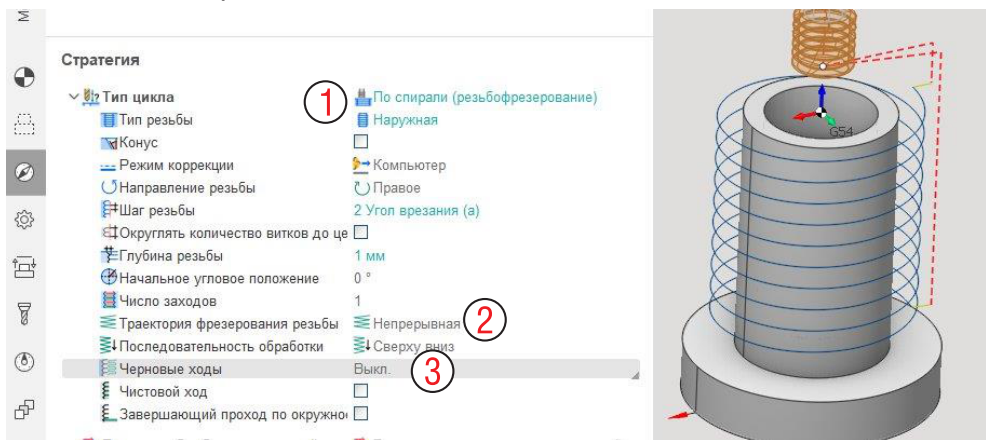 Стратегия
Тип цикла 1 По спирали (резьбофрезерование)
Тип резьбы Наружная
Конус
Режим коррекции Компьютер
Направление резьбы Правое
Шаг резьбы 2 Угол врезания (a)
Округлять количество витков до це
Глубина резьбы 1 мм
Начальное угловое положение 0 °
Число заходов 1
Траектория фрезерования резьбы Непрерывная 2
Последовательность обработки Сверху вниз
Черновые ходы Выкл. 3
Чистовой ход
Завершающий проход по окружно
G54